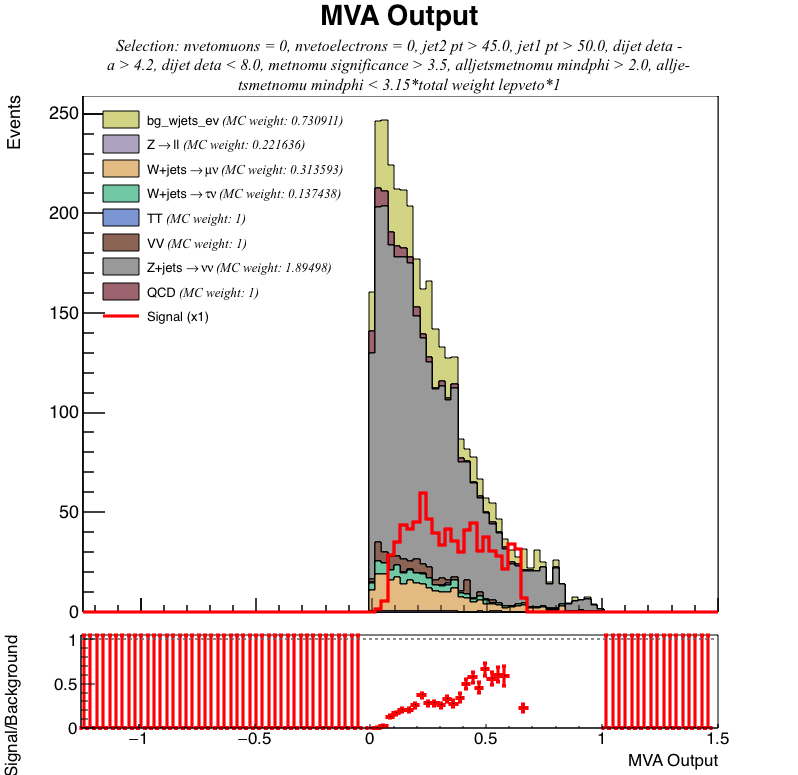 MVA Output
Selection: nvetomuons = 0, nvetoelectrons = 0, jet2 pt > 45.0, jet1 pt > 50.0, dijet deta -
a > 4.2, dijet deta < 8.0, metnomu significance > 3.5, alljetsmetnomu mindphi > 2.0, allje-
tsmetnomu mindphi < 3.15*total weight lepveto*1
Events
250
200
150
100
50
0
bg_wjets_ev (MC weight: 0.730911)
Z → ll (MC weight: 0.221636)
W+jets → μν (MC weight: 0.313593)
W+jets → τν (MC weight: 0.137438)
TT (MC weight: 1)
VV (MC weight: 1)
Z+jets → νν (MC weight: 1.89498)
QCD (MC weight: 1)
Signal (x1)
Signal/Background
1
0.5
0
−1 −0.5 0 0.5 1 1.5
MVA Output